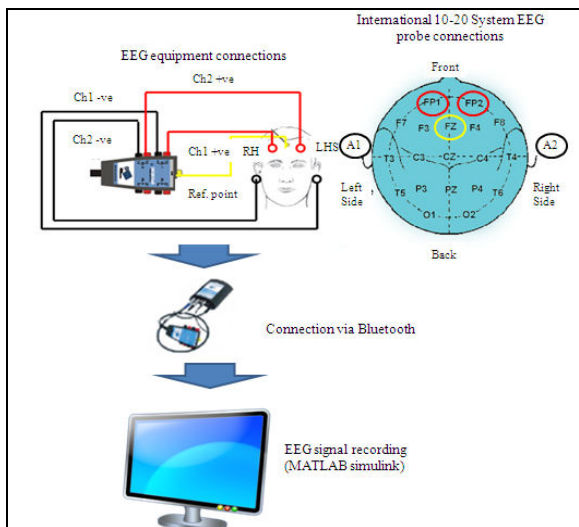 International 10-20 System EEG
probe connections
EEG equipment connections
Ch2 +ve
Ch1 -ve
Ch2 -ve
Ch1 +ve
RH
LHS
Ref. point
Front
FP1 FP2
F7 F3 FZ F4 F8
A1 A2
T3 C3 CZ C4 T4
Left
Side
Right
Side
T5 P3 PZ P4 T6
O1 O2
Back
Connection via Bluetooth
EEG signal recording
(MATLAB simulink)